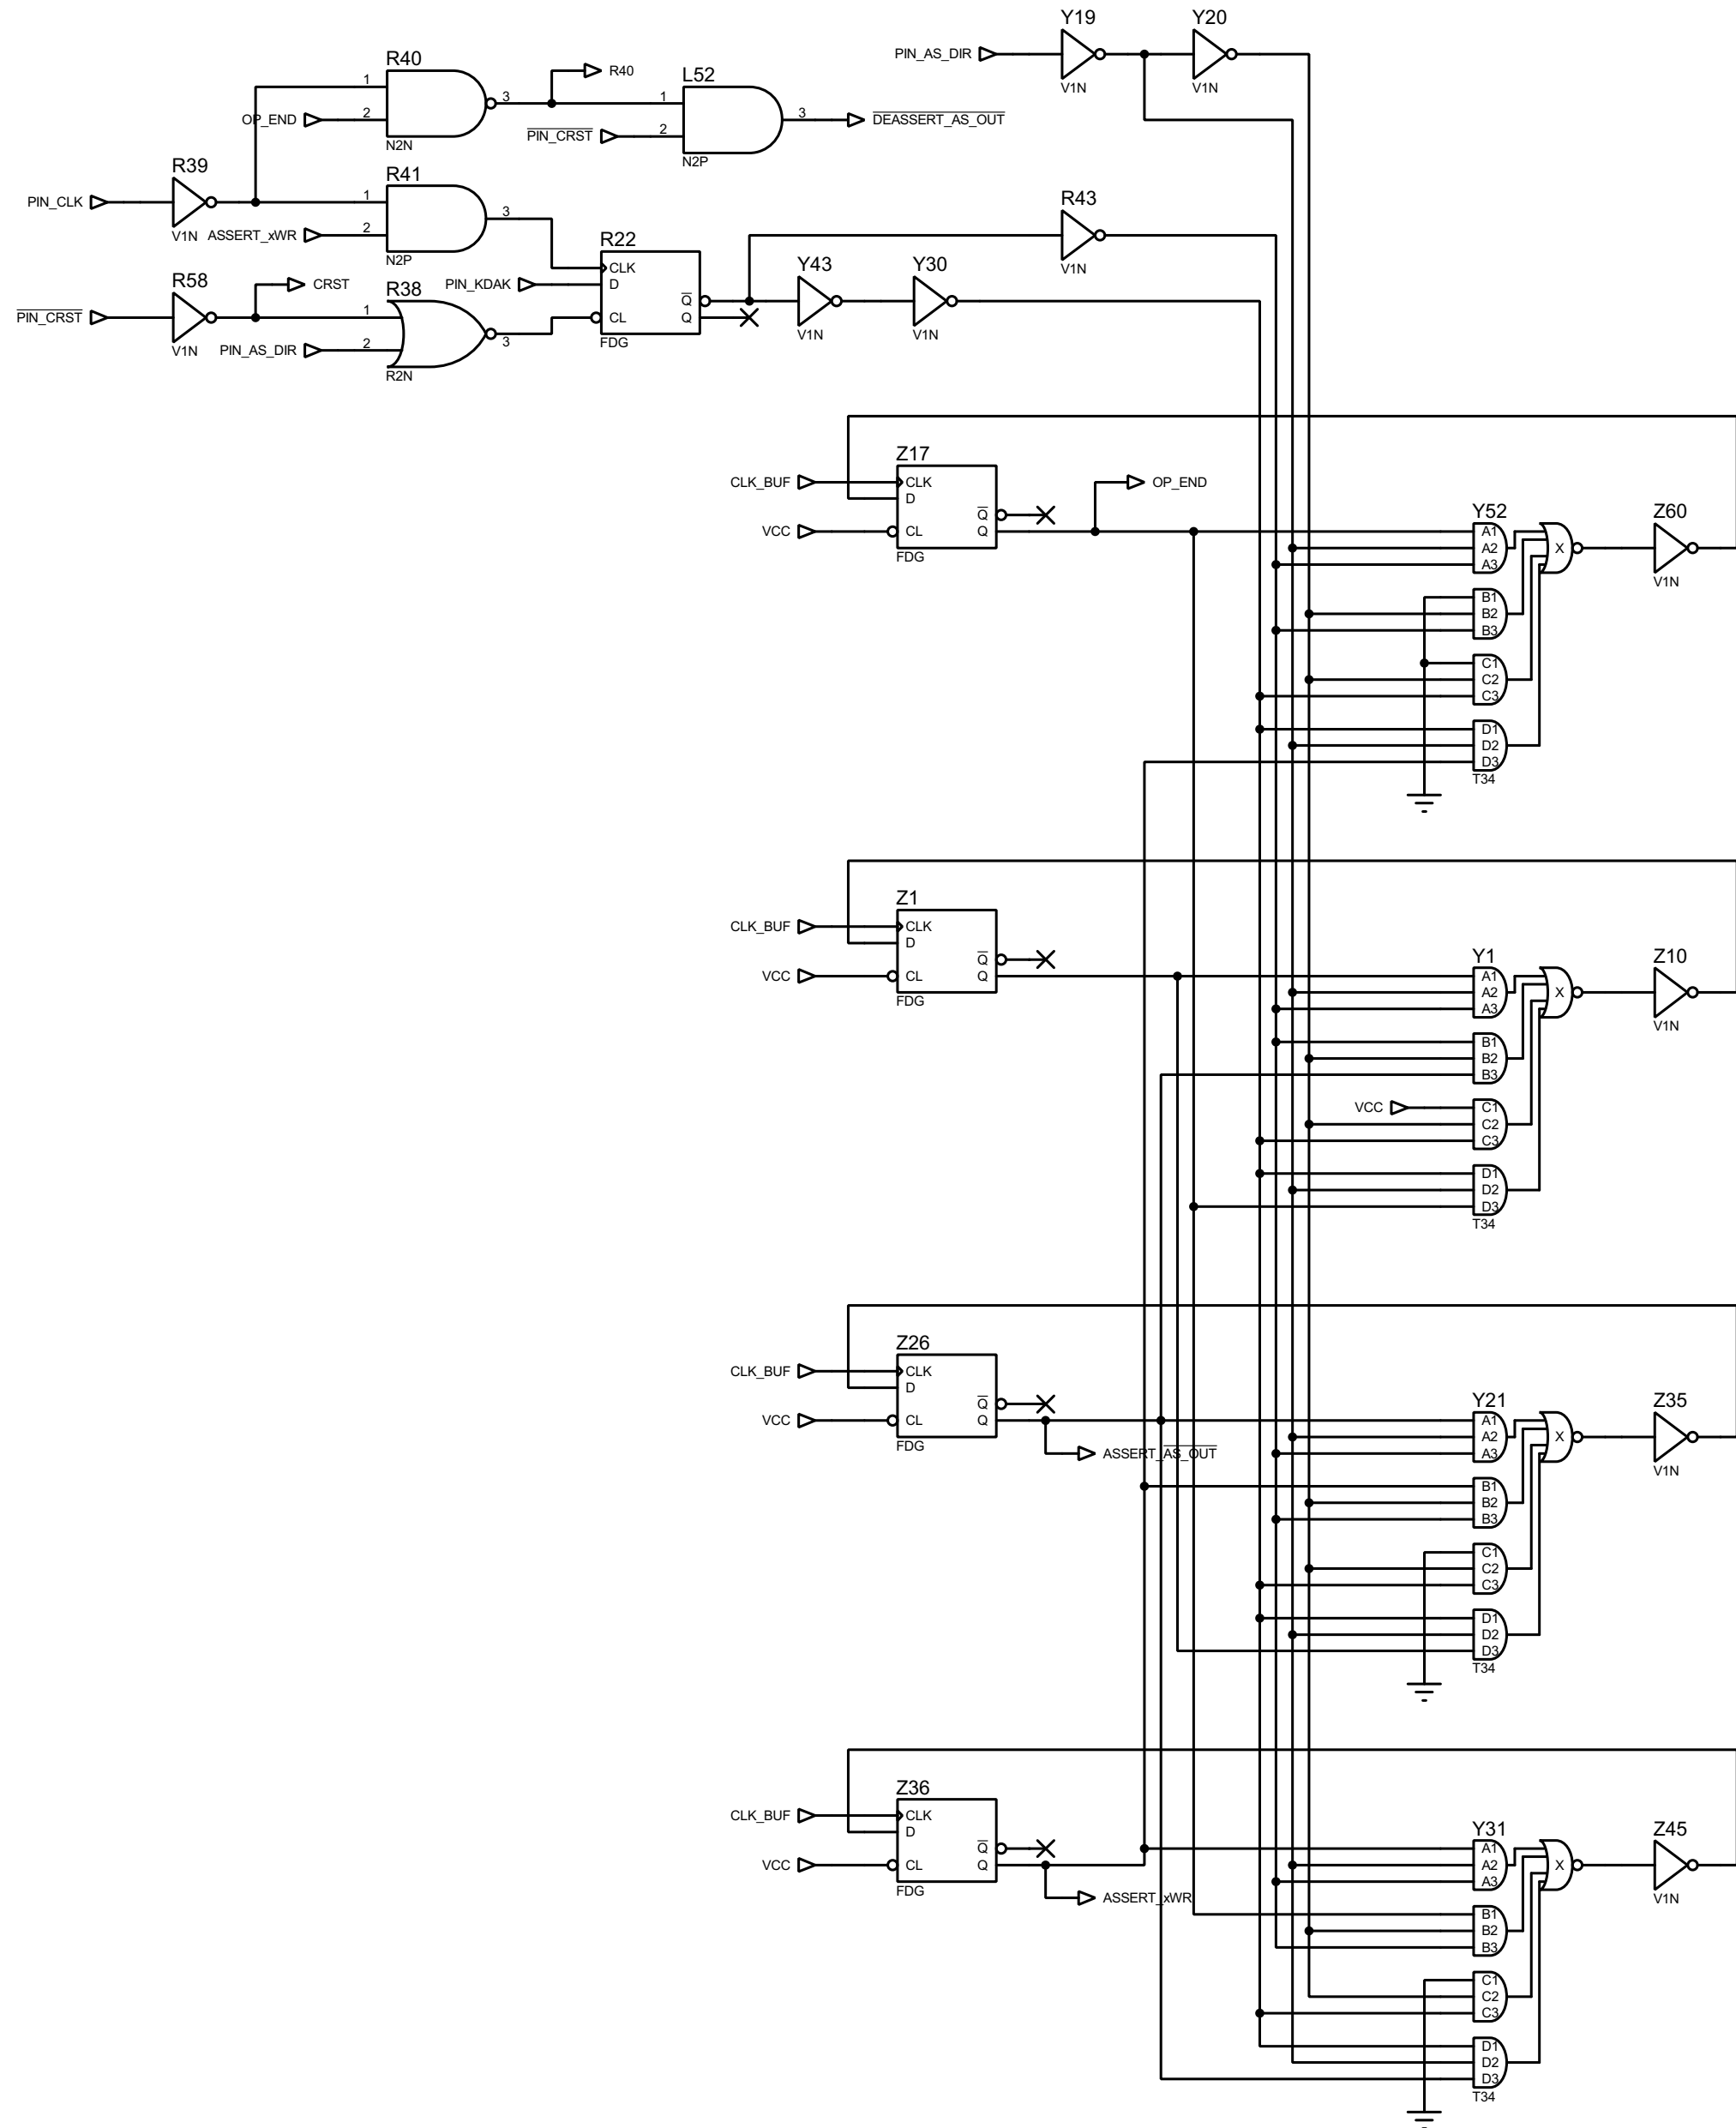 Y19
Y20
PIN_AS_DIR
V1N
V1N
R40
1
R40
3
OP_END
2
N2N
L52
1
3
DEASSERT_AS_OUT
PIN_CRST
2
N2P
R39
R41
PIN_CLK
1
3
V1N
ASSERT_xWR
2
N2P
R43
V1N
R22
CLK
PIN_KDAK
D
Q
CL
Q
FDG
Y43
Y30
V1N
V1N
R58
CRST
R38
PIN_CRST
1
V1N
PIN_AS_DIR
2
3
R2N
Z17
CLK_BUF
CLK
D
OP_END
Q
VCC
CL
Q
FDG
Y52
Z60
A1
A2
X
A3
V1N
B1
B2
B3
C1
C2
C3
D1
D2
D3
T34
Z1
CLK_BUF
CLK
D
Q
VCC
CL
Q
FDG
Y1
Z10
A1
A2
X
A3
V1N
B1
B2
B3
VCC
C1
C2
C3
D1
D2
D3
T34
Z26
CLK_BUF
CLK
D
Q
VCC
CL
Q
FDG
ASSERT_AS_OUT
Y21
Z35
A1
A2
X
A3
V1N
B1
B2
B3
C1
C2
C3
D1
D2
D3
T34
Z36
CLK_BUF
CLK
D
Q
VCC
CL
Q
FDG
ASSERT_xWR
Y31
Z45
A1
A2
X
A3
V1N
B1
B2
B3
C1
C2
C3
D1
D2
D3
T34